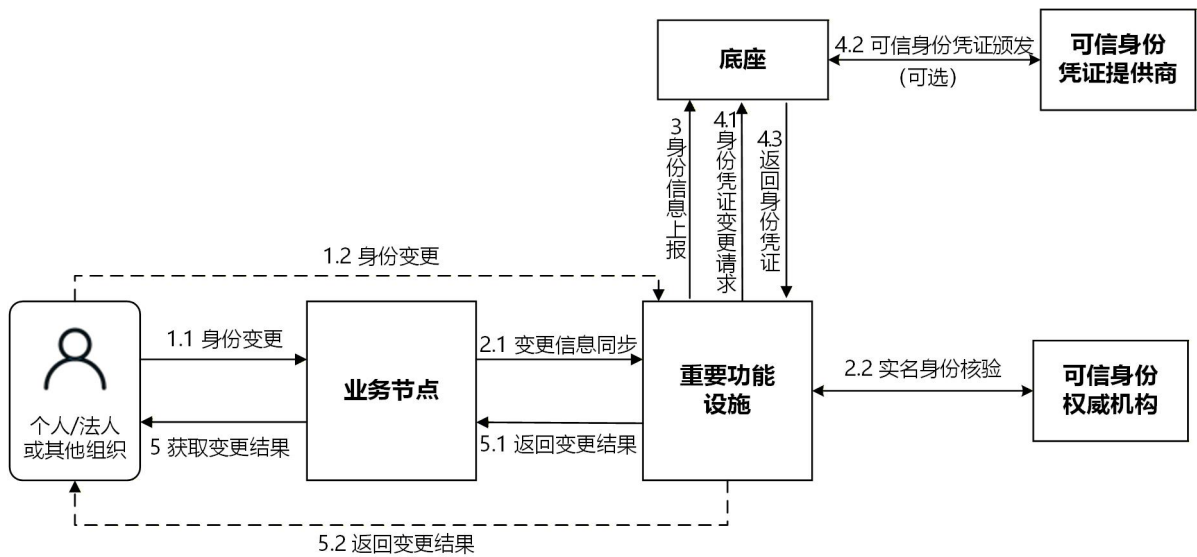 底座
4.2 可信身份凭证颁发
(可选)
可信身份
凭证提供商
3 身份信息上报
4.1 身份凭证变更请求
4.3 返回身份凭证
1.2 身份变更
1.1 身份变更
2.1 变更信息同步
2.2 实名身份核验
个人/法人
或其他组织
业务节点
重要功能
设施
可信身份
权威机构
5 获取变更结果
5.1 返回变更结果
5.2 返回变更结果